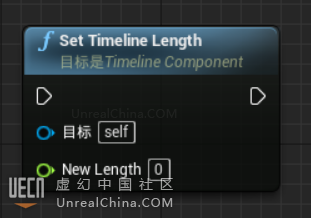 Set Timeline Length
目标是Timeline Component
UnrealChina.COM
目标 self
New Length 0
UECN 虚幻中国社区
UnrealChina.COM